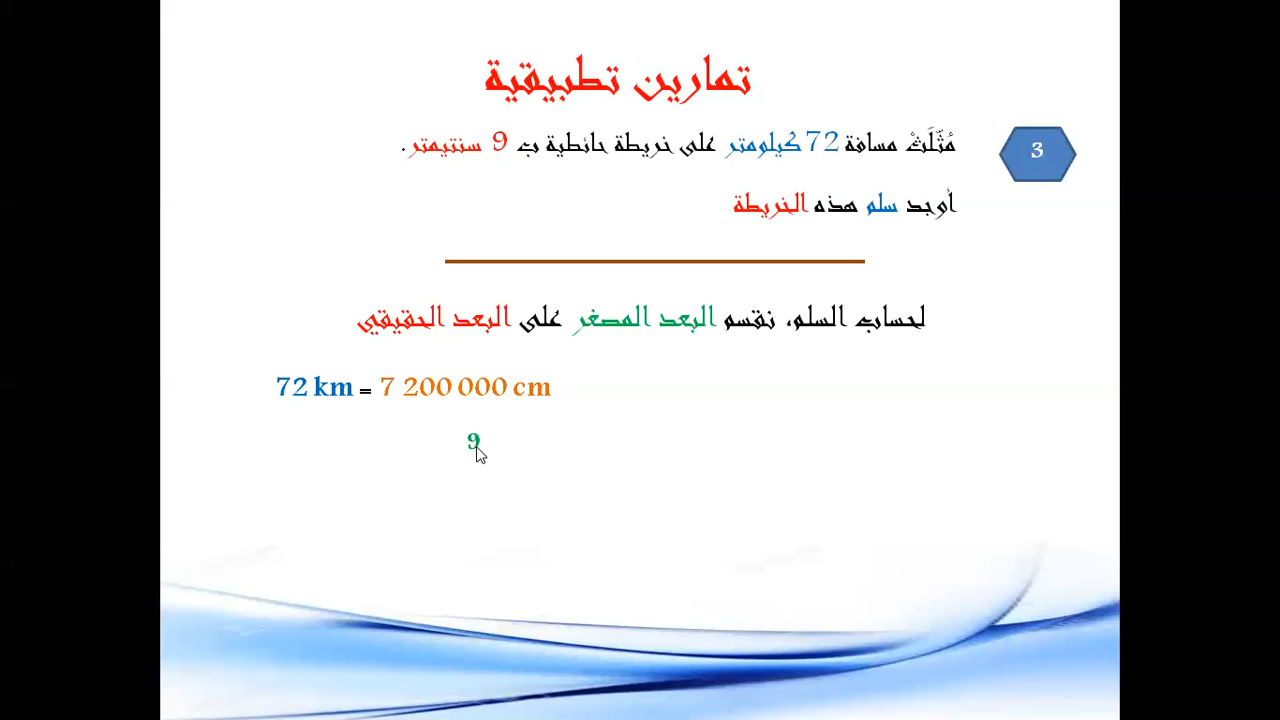 تمارين تطبيقية
3
مُثِّلَتْ مسافة 72 كيلومتر على خريطة حائطية ب 9 سنتيمتر.
أوجد سلم هذه الخريطة
لحساب السلم، نقسم البعد المصغر على البعد الحقيقي
72 km = 7 200 000 cm
9